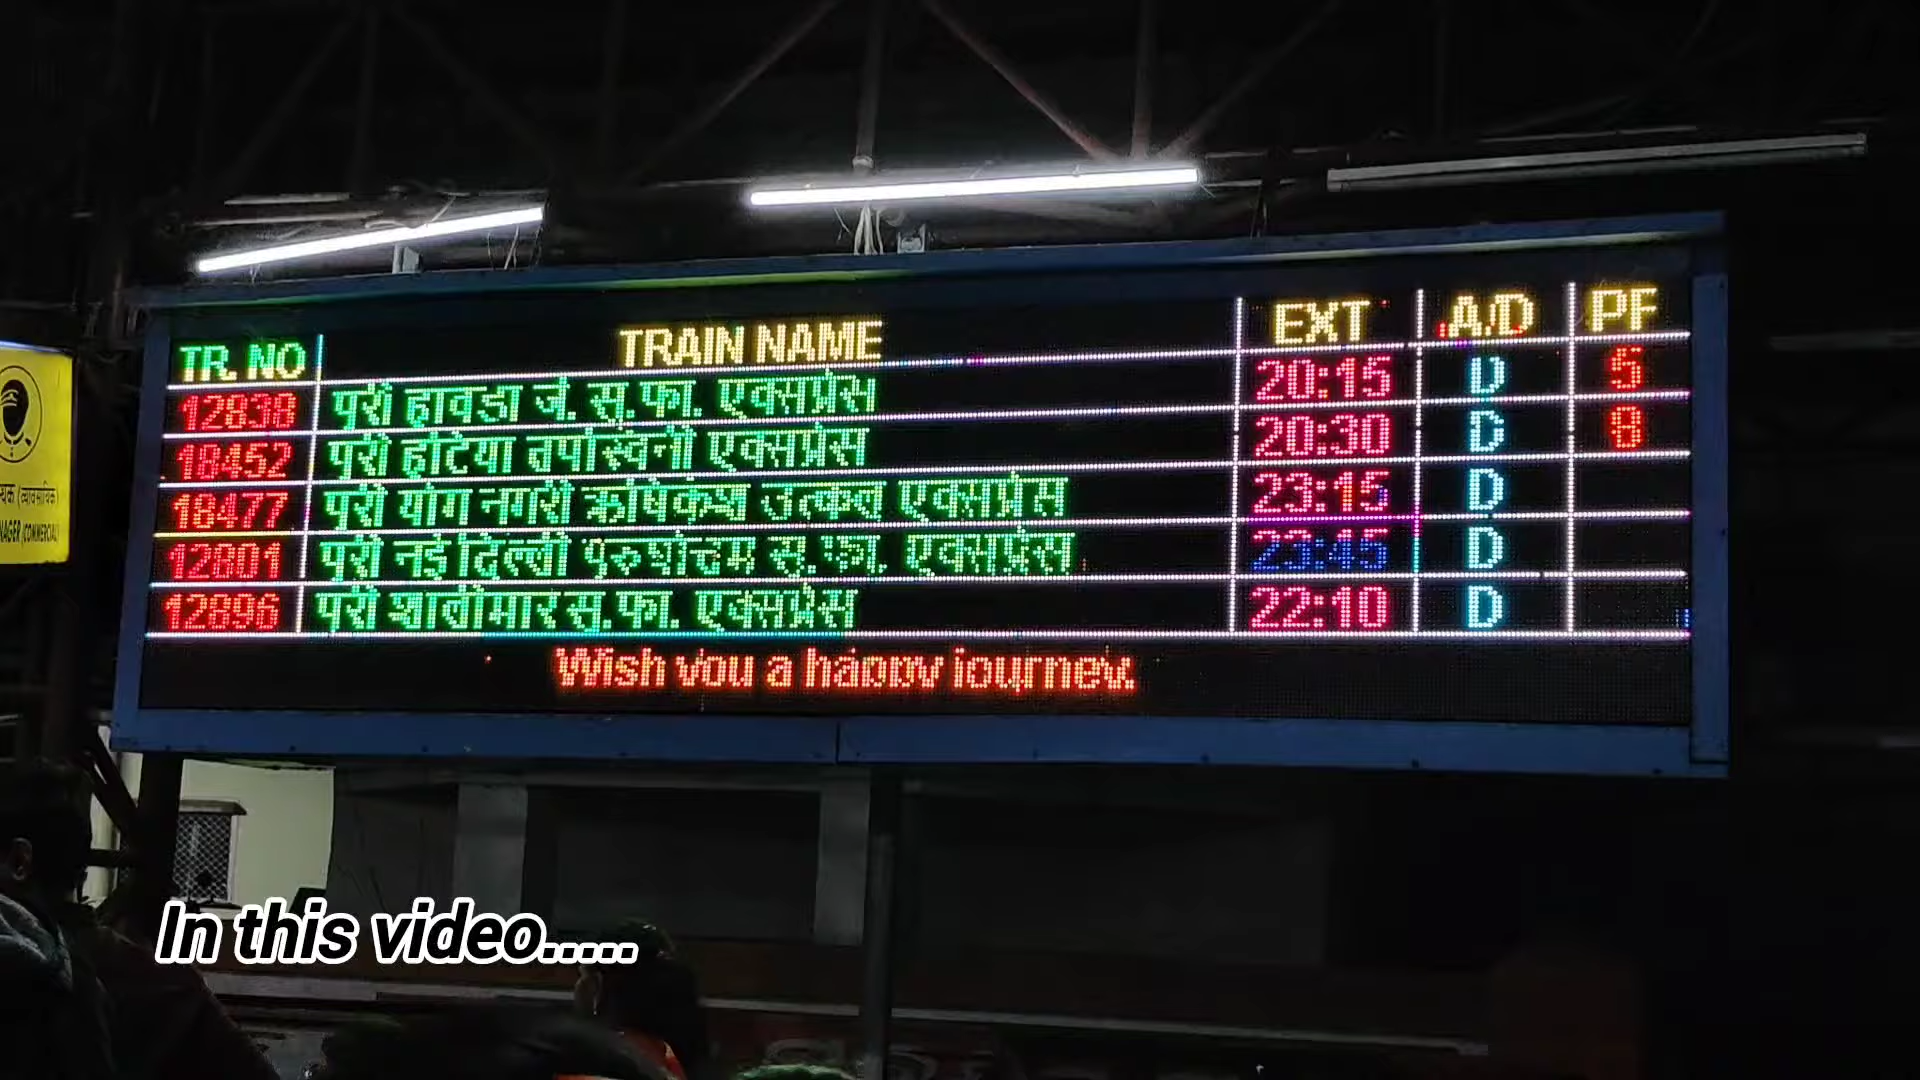 TR. NO TRAIN NAME EXT A/D PF
12838 पुरी हावडा जं. सु.फा. एक्सप्रेस 20:15 D 5
18452 पुरी हटिया तपस्विनी एक्सप्रेस 20:30 D 8
18477 पुरी योग नगरी ऋषिकेश उत्कल एक्सप्रेस 23:15 D
12801 पुरी नई दिल्ली पुरुषोत्तम सु.फा. एक्सप्रेस 23:45 D
12896 पुरी शालीमार सु.फा. एक्सप्रेस 22:10 D
Wish you a happy journey.
(COMMERCIAL)
In this video.....